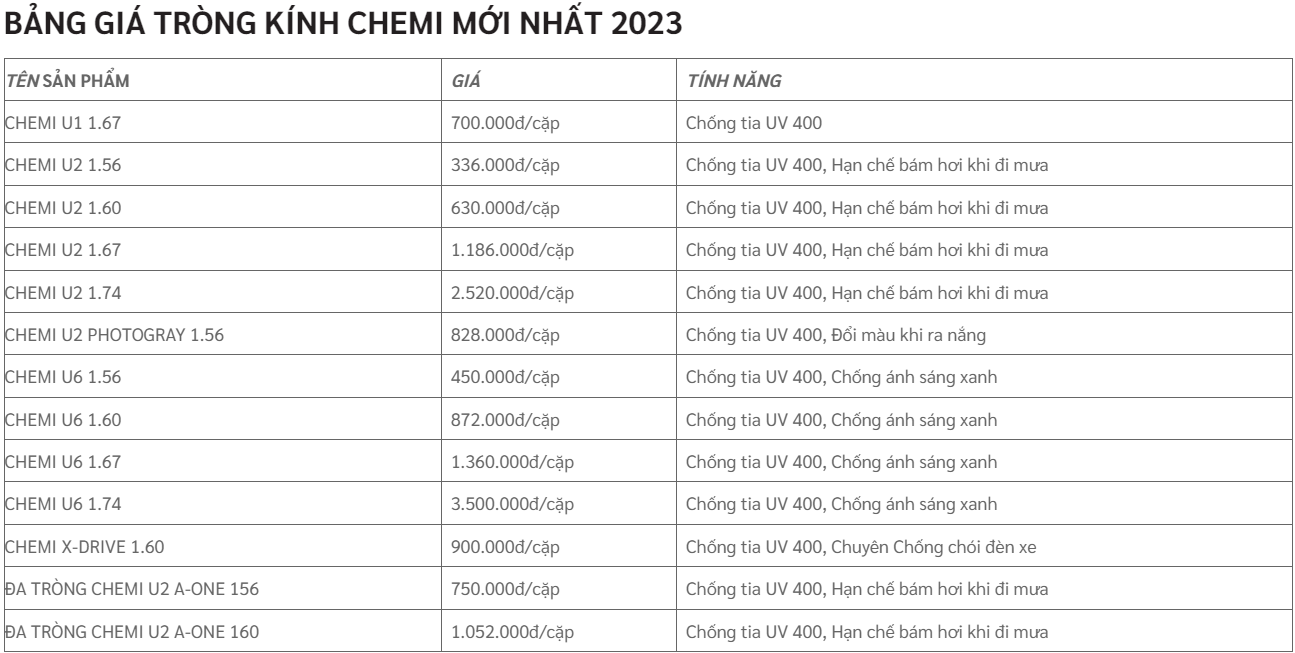 BẢNG GIÁ TRÒNG KÍNH CHEMI MỚI NHẤT 2023
TÊN SẢN PHẨM GIÁ TÍNH NĂNG
CHEMI U1 1.67 700.000đ/cặp Chống tia UV 400
CHEMI U2 1.56 336.000đ/cặp Chống tia UV 400, Hạn chế bám hơi khi đi mưa
CHEMI U2 1.60 630.000đ/cặp Chống tia UV 400, Hạn chế bám hơi khi đi mưa
CHEMI U2 1.67 1.186.000đ/cặp Chống tia UV 400, Hạn chế bám hơi khi đi mưa
CHEMI U2 1.74 2.520.000đ/cặp Chống tia UV 400, Hạn chế bám hơi khi đi mưa
CHEMI U2 PHOTOGRAY 1.56 828.000đ/cặp Chống tia UV 400, Đổi màu khi ra nắng
CHEMI U6 1.56 450.000đ/cặp Chống tia UV 400, Chống ánh sáng xanh
CHEMI U6 1.60 872.000đ/cặp Chống tia UV 400, Chống ánh sáng xanh
CHEMI U6 1.67 1.360.000đ/cặp Chống tia UV 400, Chống ánh sáng xanh
CHEMI U6 1.74 3.500.000đ/cặp Chống tia UV 400, Chống ánh sáng xanh
CHEMI X-DRIVE 1.60 900.000đ/cặp Chống tia UV 400, Chuyên Chống chói đèn xe
ĐA TRÒNG CHEMI U2 A-ONE 156 750.000đ/cặp Chống tia UV 400, Hạn chế bám hơi khi đi mưa
ĐA TRÒNG CHEMI U2 A-ONE 160 1.052.000đ/cặp Chống tia UV 400, Hạn chế bám hơi khi đi mưa